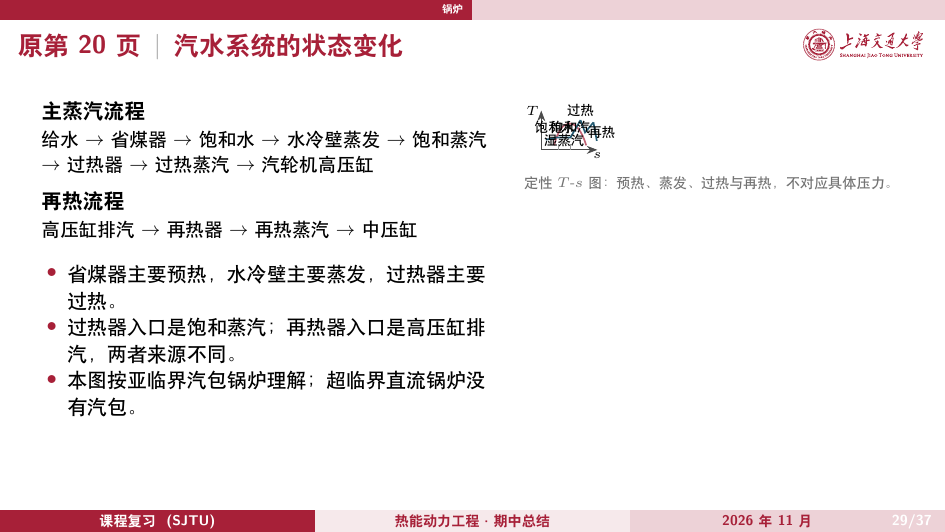 锅炉
原第 20 页 | 汽水系统的状态变化
上海交通大学
SHANGHAI JIAO TONG UNIVERSITY
主蒸汽流程
给水 → 省煤器 → 饱和水 → 水冷壁蒸发 → 饱和蒸汽
→ 过热器 → 过热蒸汽 → 汽轮机高压缸
再热流程
高压缸排汽 → 再热器 → 再热蒸汽 → 中压缸
• 省煤器主要预热，水冷壁主要蒸发，过热器主要
过热。
• 过热器入口是饱和蒸汽；再热器入口是高压缸排
汽，两者来源不同。
• 本图按亚临界汽包锅炉理解；超临界直流锅炉没
有汽包。
T
过热
再热
湿蒸汽
s
定性 T-s 图：预热、蒸发、过热与再热，不对应具体压力。
课程复习 (SJTU)
热能动力工程 · 期中总结
2026 年 11 月
29/37